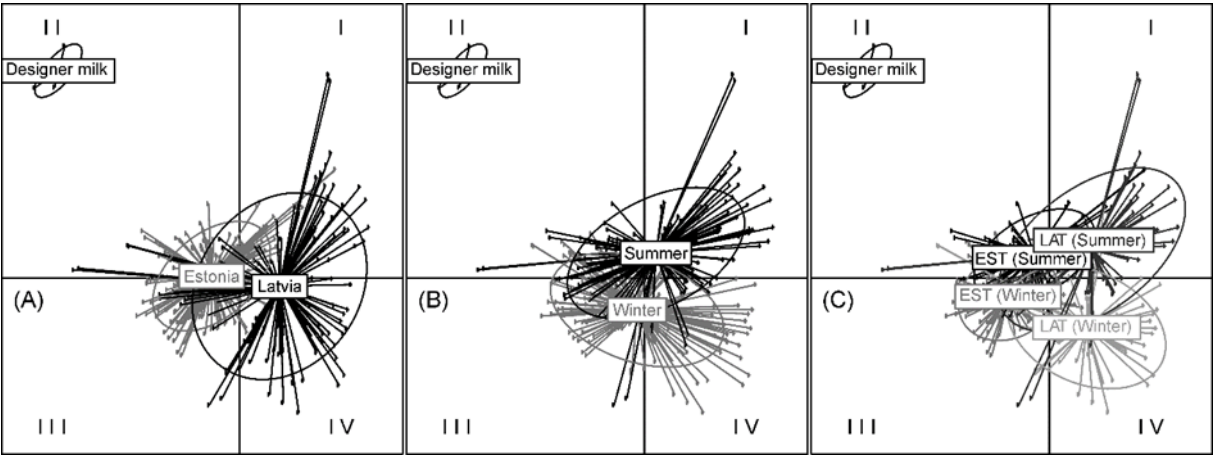 II
I
Designer milk
Estonia
Latvia
(A)
III
IV
II
I
Designer milk
Summer
Winter
(B)
III
IV
II
I
Designer milk
LAT (Summer)
EST (Summer)
EST (Winter)
LAT (Winter)
(C)
III
IV